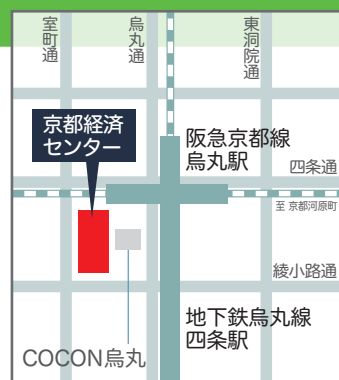 室町通
烏丸通
東洞院通
京都経済
センター
阪急京都線
烏丸駅
四条通
至 京都河原町
綾小路通
地下鉄烏丸線
四条駅
COCON烏丸